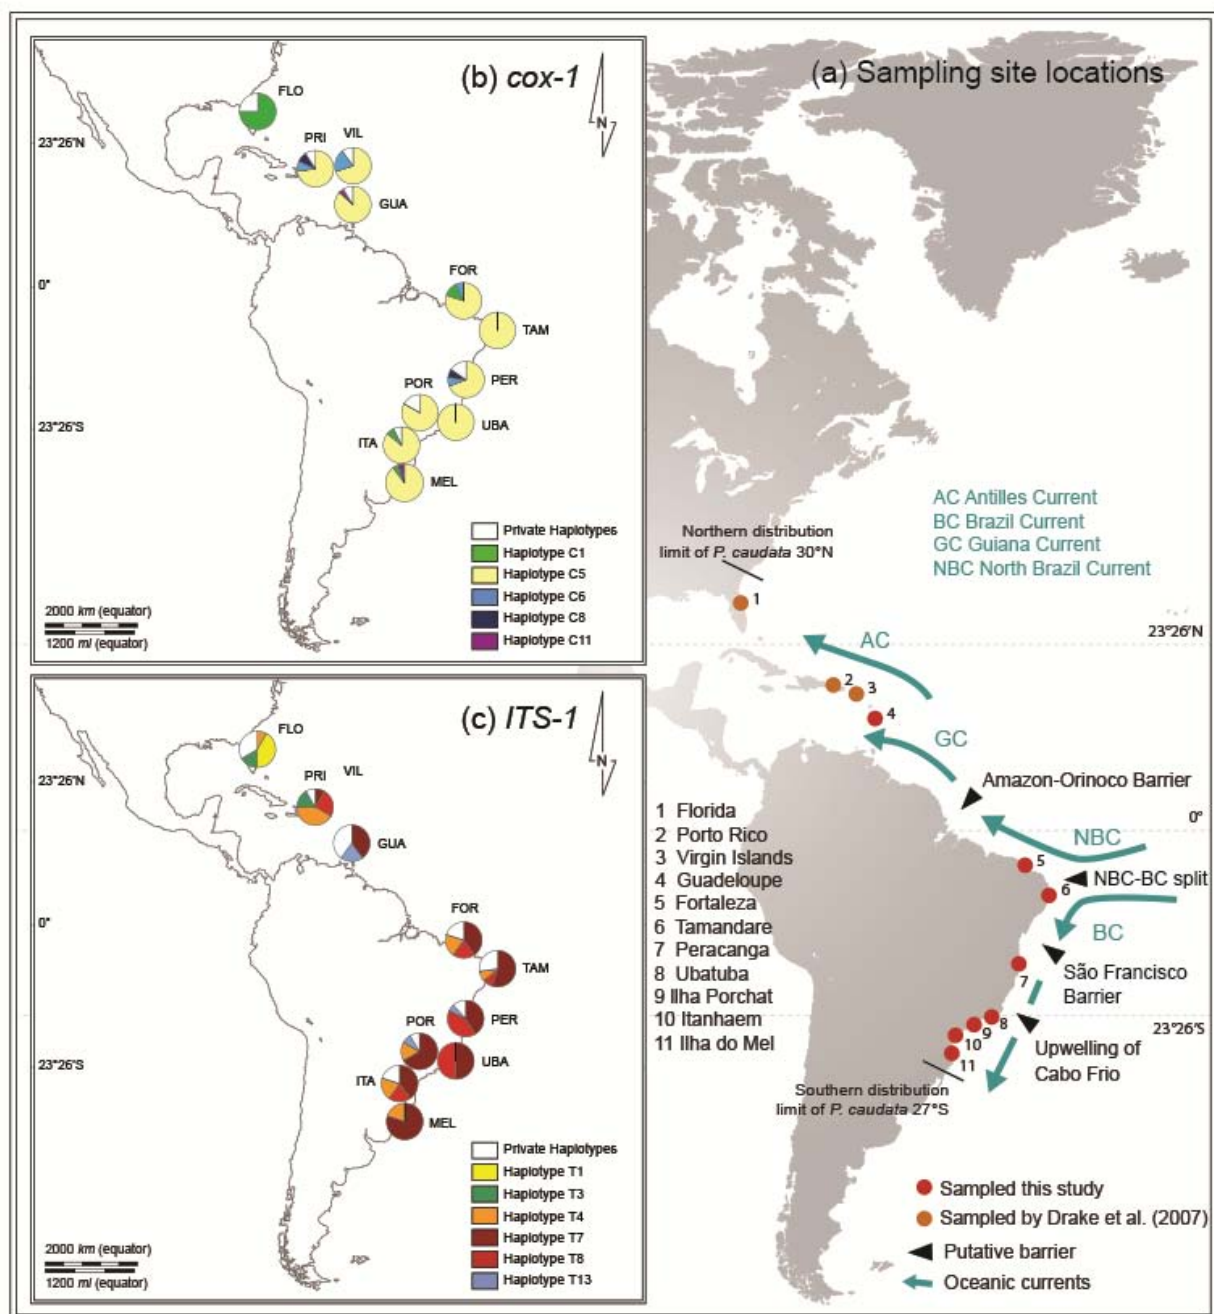 (b) cox-1
N
FLO
23°26'N
PRI
VIL
GUA
0°
FOR
TAM
PER
POR
UBA
23°26'S
ITA
MEL
Private Haplotypes
Haplotype C1
Haplotype C5
Haplotype C6
Haplotype C8
Haplotype C11
2000 km (equator)
1200 mi (equator)
(c) ITS-1
N
FLO
23°26'N
PRI
VIL
GUA
0°
FOR
TAM
PER
POR
UBA
23°26'S
ITA
MEL
Private Haplotypes
Haplotype T1
Haplotype T3
Haplotype T4
Haplotype T7
Haplotype T8
Haplotype T13
2000 km (equator)
1200 mi (equator)
(a) Sampling site locations
AC Antilles Current
BC Brazil Current
GC Guiana Current
NBC North Brazil Current
Northern distribution
limit of P. caudata 30°N
1
23°26'N
AC
2
3
4
GC
Amazon-Orinoco Barrier
1 Florida
2 Porto Rico
3 Virgin Islands
4 Guadeloupe
5 Fortaleza
6 Tamandare
7 Peracanga
8 Ubatuba
9 Ilha Porchat
10 Itanhaem
11 Ilha do Mel
0°
NBC
5
NBC-BC split
6
BC
São Francisco
Barrier
7
23°26'S
8
9
10
11
Upwelling of
Cabo Frio
Southern distribution
limit of P. caudata 27°S
Sampled this study
Sampled by Drake et al. (2007)
Putative barrier
Oceanic currents